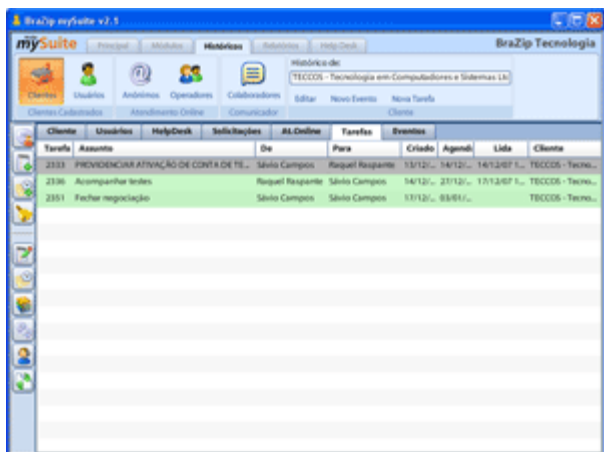 BraZip mySuite v2.1
mySuite Principal Módulos Históricos Relatórios Help Desk BraZip Tecnologia
Histórico de:
TECCOS - Tecnologia em Computadores e Sistemas Lt
Clientes Usuários Anônimos Operadores Colaboradores Editar Novo Evento Nova Tarefa
Clientes Cadastrados Atendimento Online Comunicador Cliente
Cliente Usuários HelpDesk Solicitações ALOnline Tarefas Eventos
Tarefa Assunto De Para Criado Agend Lida Cliente
2333 PROVIDENCIAR ATIVAÇÃO DE CONTA DE TE... Sávio Campos Raquel Raspante 13/12/... 14/12/... 14/12/07 1... TECCOS - Tecno...
2336 Acompanhar testes Raquel Raspante Sávio Campos 14/12/... 27/12/... 17/12/07 1... TECCOS - Tecno...
2351 Fechar negociação Sávio Campos Sávio Campos 17/12/... 03/01/... TECCOS - Tecno...